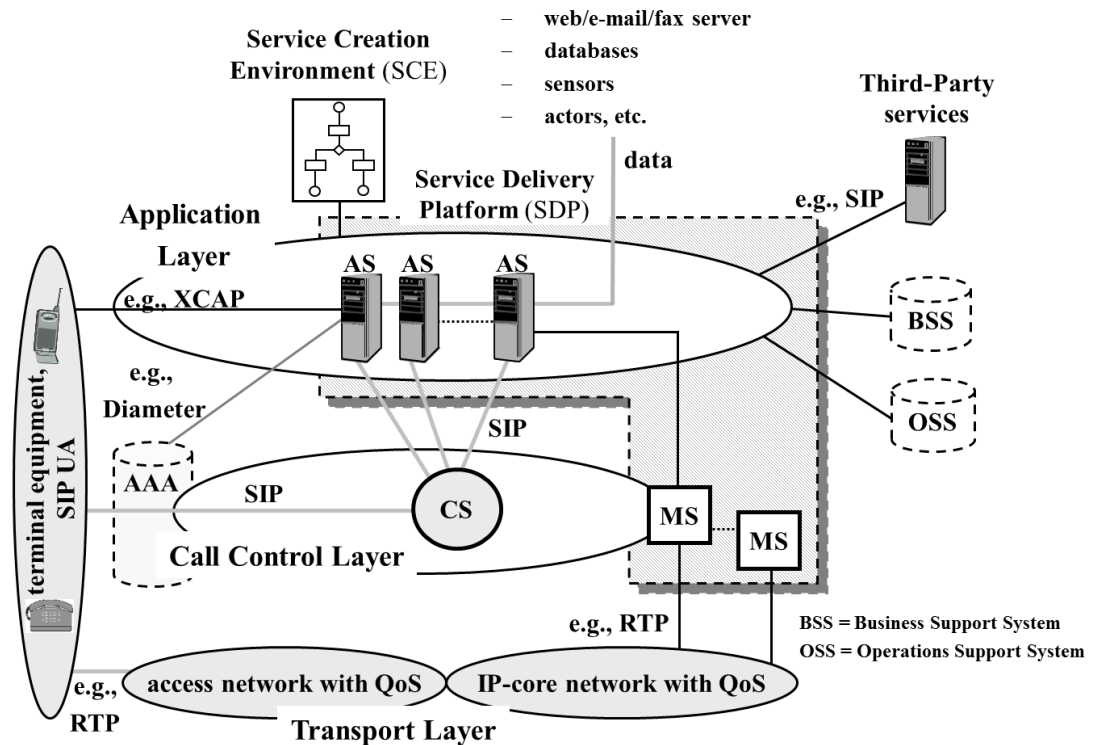 – web/e-mail/fax server
– databases
– sensors
– actors, etc.
Service Creation
Environment (SCE)
Third-Party
services
data
Service Delivery
Platform (SDP)
e.g., SIP
Application
Layer
AS
AS
AS
e.g., XCAP
BSS
e.g.,
Diameter
OSS
SIP
terminal equipment,
SIP UA
AAA
SIP
CS
MS
MS
Call Control Layer
e.g., RTP
BSS = Business Support System
OSS = Operations Support System
e.g.,
RTP
access network with QoS
IP-core network with QoS
Transport Layer